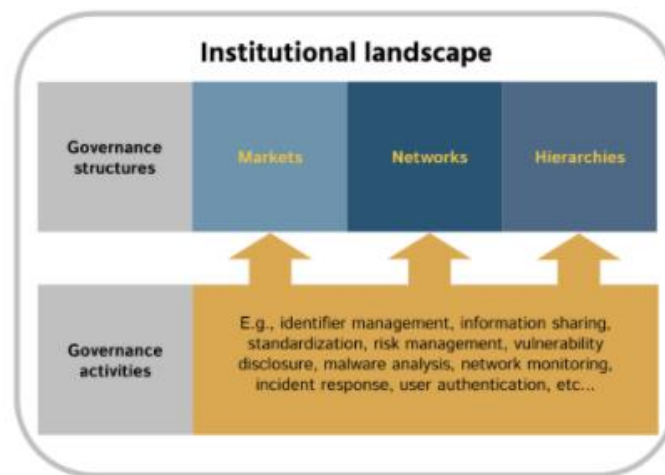 Institutional landscape
Governance
structures
Markets
Networks
Hierarchies
Governance
activities
E.g., identifier management, information sharing,
standardization, risk management, vulnerability
disclosure, malware analysis, network monitoring,
incident response, user authentication, etc...